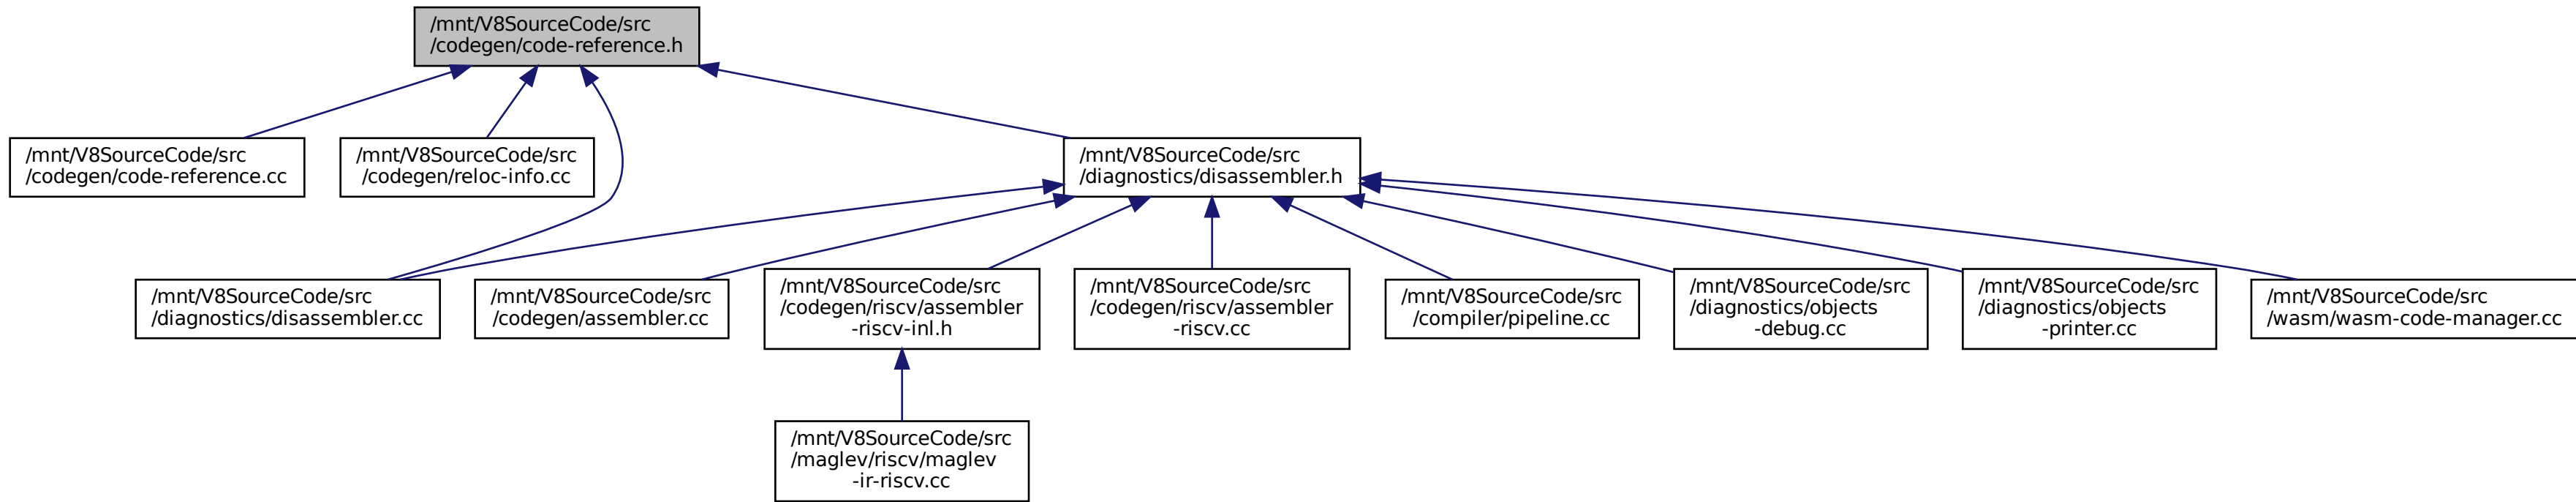 /mnt/V8SourceCode/src
/codegen/code-reference.h
/mnt/V8SourceCode/src
/codegen/code-reference.cc
/mnt/V8SourceCode/src
/codegen/reloc-info.cc
/mnt/V8SourceCode/src
/diagnostics/disassembler.h
/mnt/V8SourceCode/src
/diagnostics/disassembler.cc
/mnt/V8SourceCode/src
/codegen/assembler.cc
/mnt/V8SourceCode/src
/codegen/riscv/assembler
-riscv-inl.h
/mnt/V8SourceCode/src
/codegen/riscv/assembler
-riscv.cc
/mnt/V8SourceCode/src
/compiler/pipeline.cc
/mnt/V8SourceCode/src
/diagnostics/objects
-debug.cc
/mnt/V8SourceCode/src
/diagnostics/objects
-printer.cc
/mnt/V8SourceCode/src
/wasm/wasm-code-manager.cc
/mnt/V8SourceCode/src
/maglev/riscv/maglev
-ir-riscv.cc